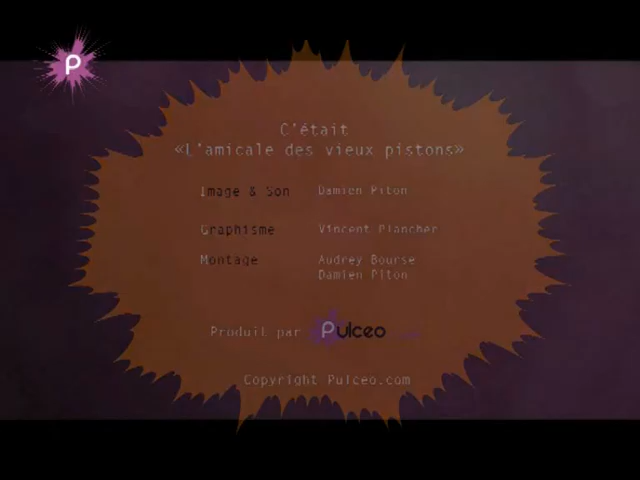 P
C'était
«L'amicale des vieux pistons»
Image & Son Damien Piton
Graphisme Vincent Plancher
Montage Audrey Bourse
Damien Piton
Produit par Pulceo
Copyright Pulceo.com